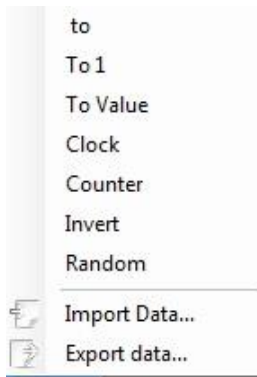 to
To 1
To Value
Clock
Counter
Invert
Random
Import Data...
Export data...